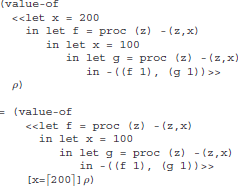 (value-of
<<let x = 200
in let f = proc (z) -(z,x)
in let x = 100
in let g = proc (z) -(z,x)
in -((f 1), (g 1))>>
ρ)
= (value-of
<<let f = proc (z) -(z,x)
in let x = 100
in let g = proc (z) -(z,x)
in -((f 1), (g 1))>>
[x=⌈200⌉]ρ)